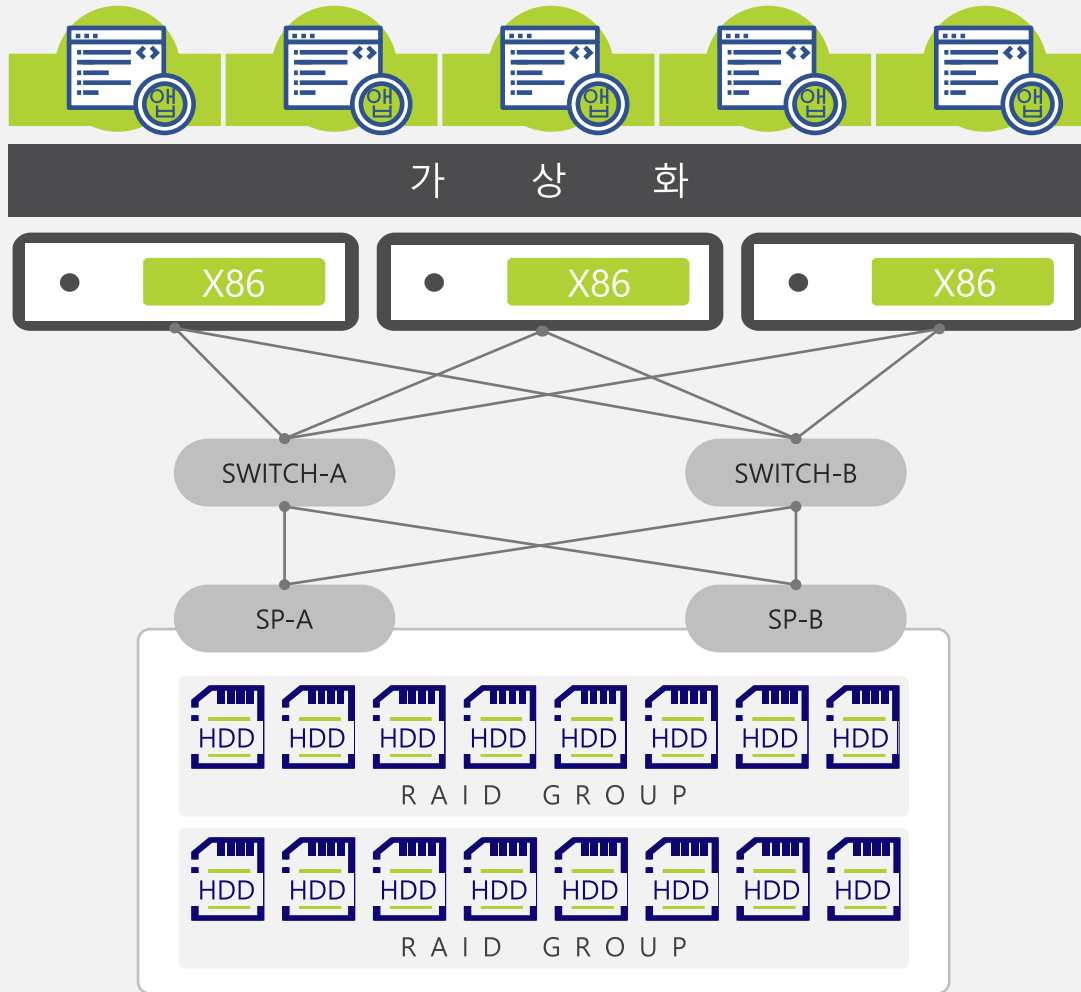 앱 앱 앱 앱 앱
가 상 화
X86 X86 X86
SWITCH-A SWITCH-B
SP-A SP-B
HDD HDD HDD HDD HDD HDD HDD HDD
RAID GROUP
HDD HDD HDD HDD HDD HDD HDD HDD
RAID GROUP